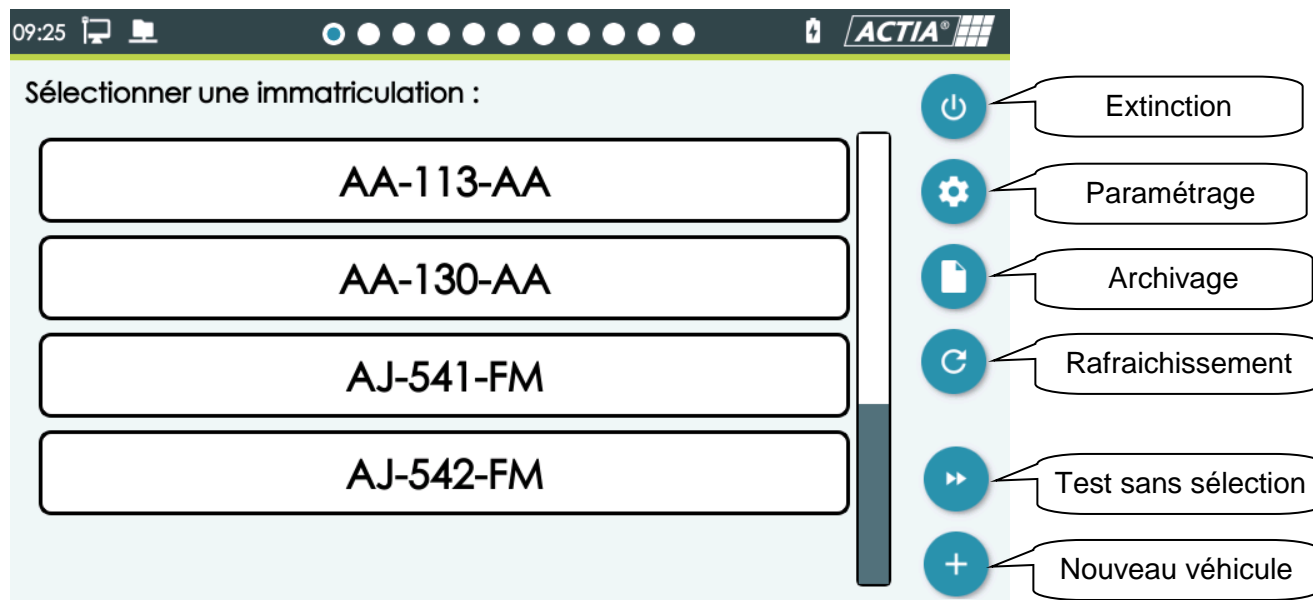 09:25 ACTIA®
Sélectionner une immatriculation :
Extinction
AA-113-AA
Paramétrage
AA-130-AA
Archivage
AJ-541-FM
Rafraichissement
AJ-542-FM
Test sans sélection
Nouveau véhicule